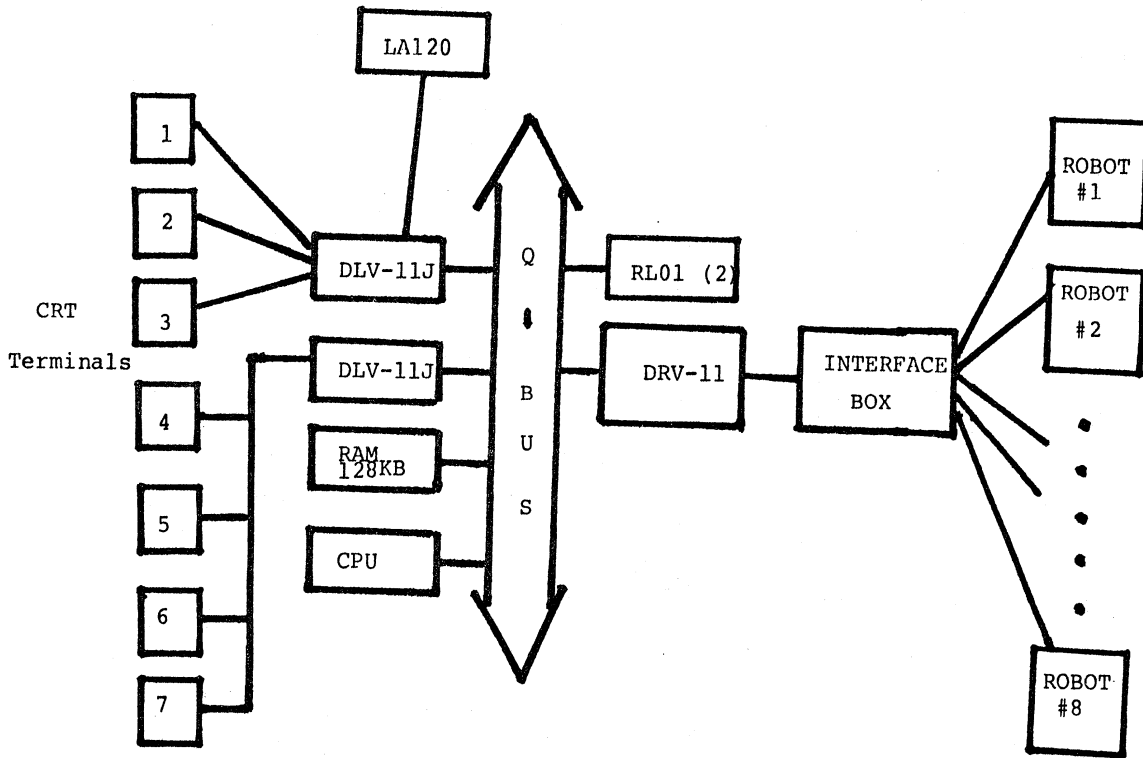 LA120
1
2
3
CRT
Terminals
4
5
6
7
DLV-11J
DLV-11J
RAM
128KB
CPU
Q
B
U
S
RL01 (2)
DRV-11
INTERFACE
BOX
ROBOT
#1
ROBOT
#2
ROBOT
#8